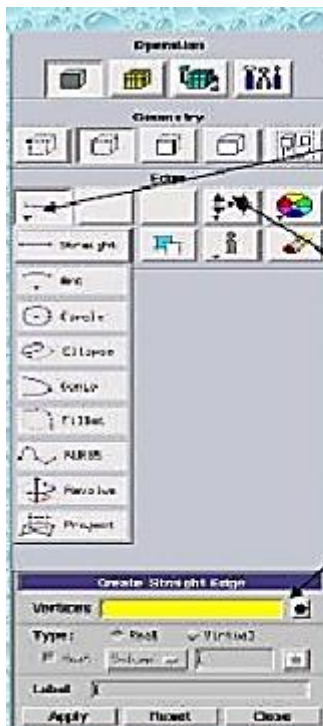 Operation
Geometry
Edge
Straight
Arc
Circle
Ellipse
Conic
Fillet
NURBS
Revolve
Project
Create Straight Edge
Vertices
Type: Real Virtual
Label
Apply Reset Close